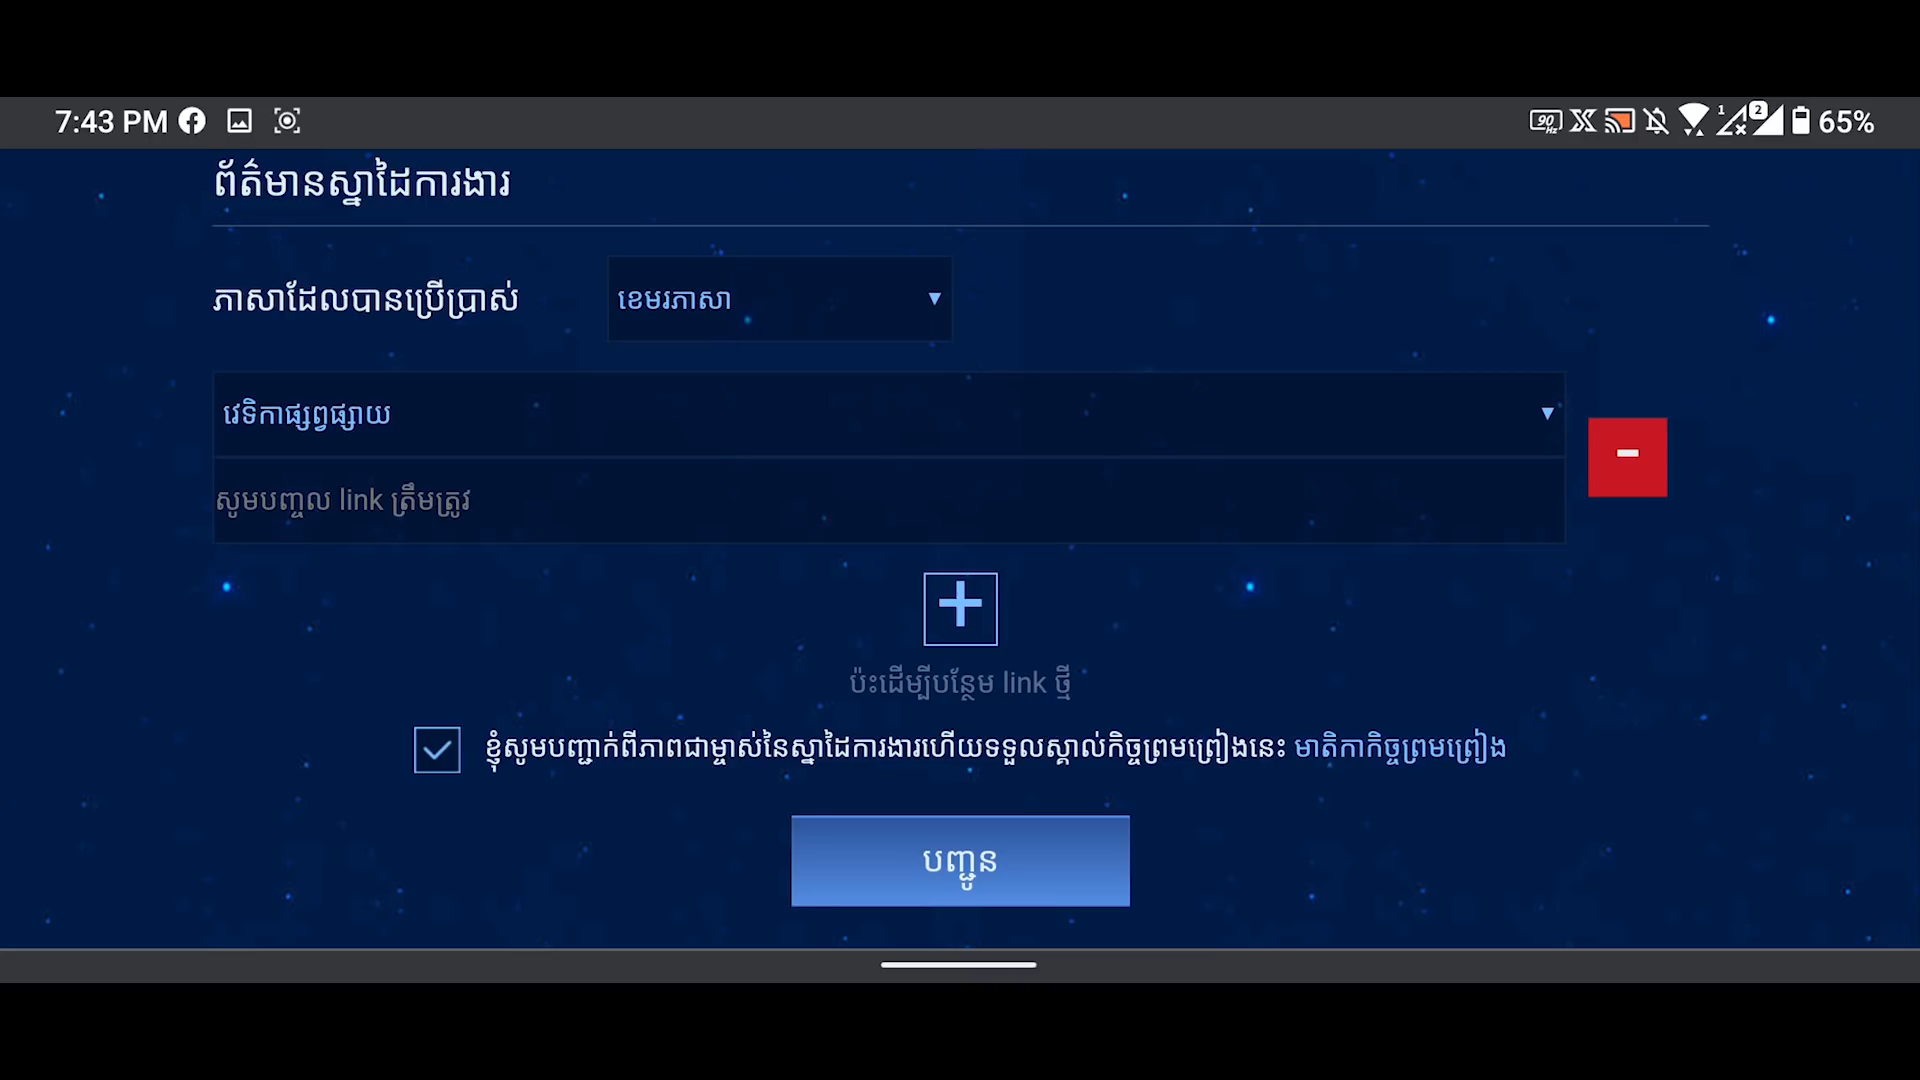 7:43 PM
90Hz
1
2
65%
ព័ត៌មានស្នាដៃការងារ
ភាសាដែលបានប្រើប្រាស់
ខេមរភាសា
វេទិកាផ្សព្វផ្សាយ
សូមបញ្ចូល link ត្រឹមត្រូវ
ប៉ះដើម្បីបន្ថែម link ថ្មី
ខ្ញុំសូមបញ្ជាក់ពីភាពជាម្ចាស់នៃស្នាដៃការងារហើយទទួលស្គាល់កិច្ចព្រមព្រៀងនេះ មាតិកាកិច្ចព្រមព្រៀង
បញ្ជូន